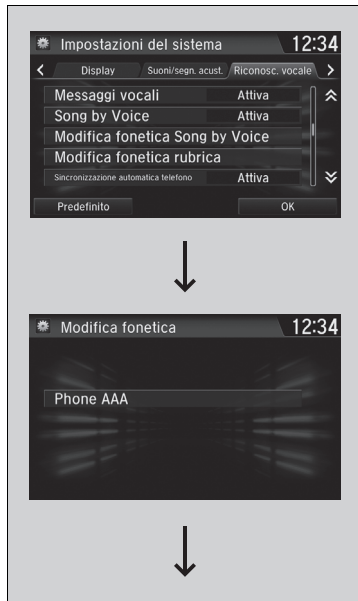 Impostazioni del sistema 12:34
Display Suoni/segn. acust. Riconosc. vocale
Messaggi vocali Attiva
Song by Voice Attiva
Modifica fonetica Song by Voice
Modifica fonetica rubrica
Sincronizzazione automatica telefono Attiva
Predefinito OK
Modifica fonetica 12:34
Phone AAA